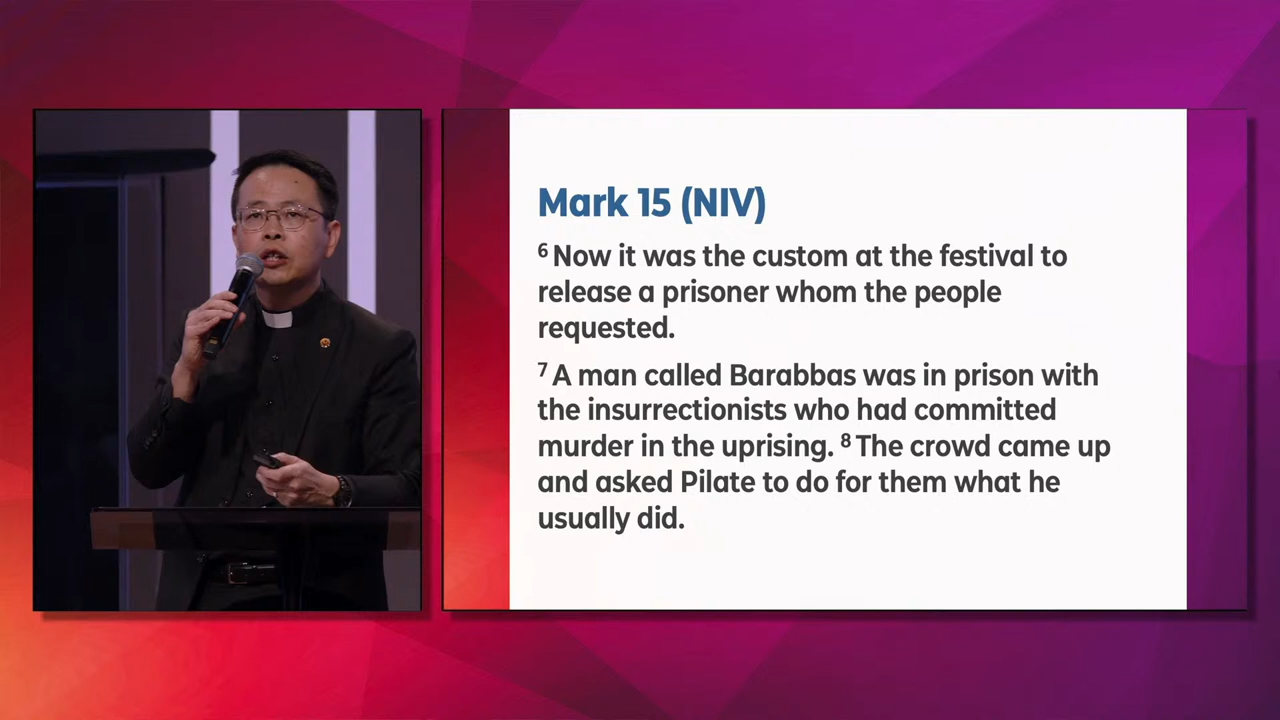 Mark 15 (NIV)
6 Now it was the custom at the festival to
release a prisoner whom the people
requested.
7 A man called Barabbas was in prison with
the insurrectionists who had committed
murder in the uprising. 8 The crowd came up
and asked Pilate to do for them what he
usually did.